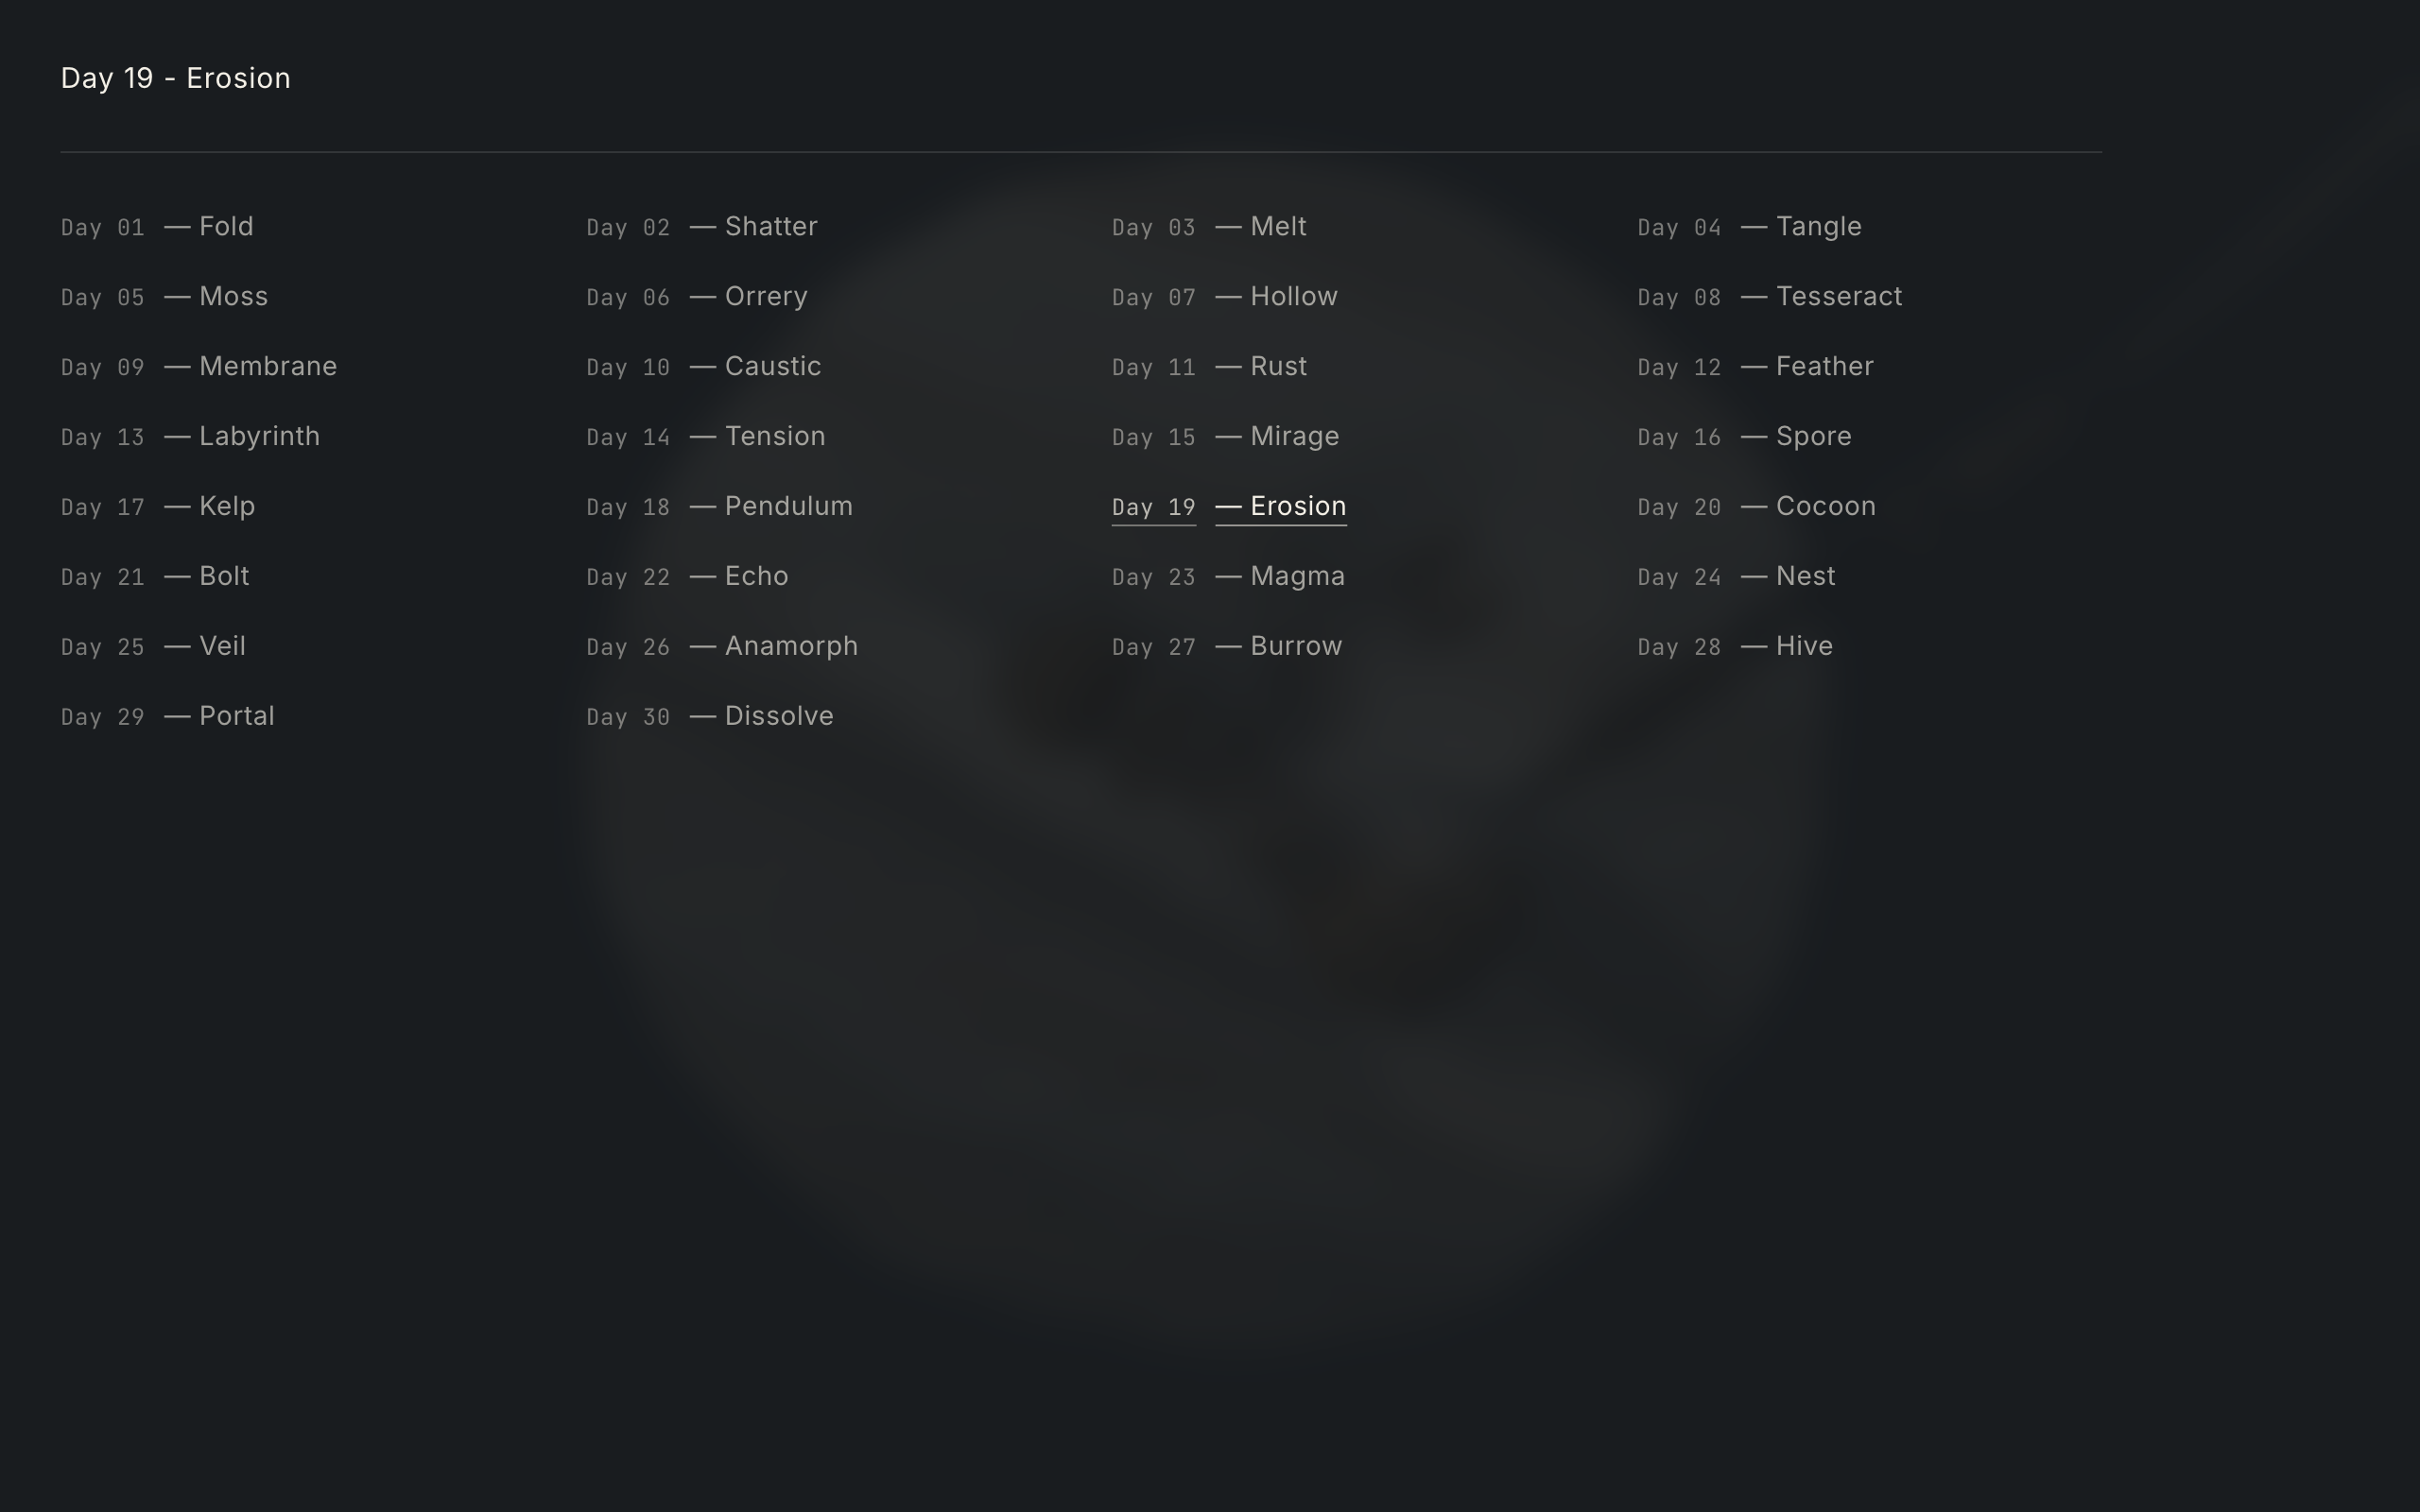 Day 19 - Erosion
Day 01 — Fold Day 02 — Shatter Day 03 — Melt Day 04 — Tangle
Day 05 — Moss Day 06 — Orrery Day 07 — Hollow Day 08 — Tesseract
Day 09 — Membrane Day 10 — Caustic Day 11 — Rust Day 12 — Feather
Day 13 — Labyrinth Day 14 — Tension Day 15 — Mirage Day 16 — Spore
Day 17 — Kelp Day 18 — Pendulum Day 19 — Erosion Day 20 — Cocoon
Day 21 — Bolt Day 22 — Echo Day 23 — Magma Day 24 — Nest
Day 25 — Veil Day 26 — Anamorph Day 27 — Burrow Day 28 — Hive
Day 29 — Portal Day 30 — Dissolve